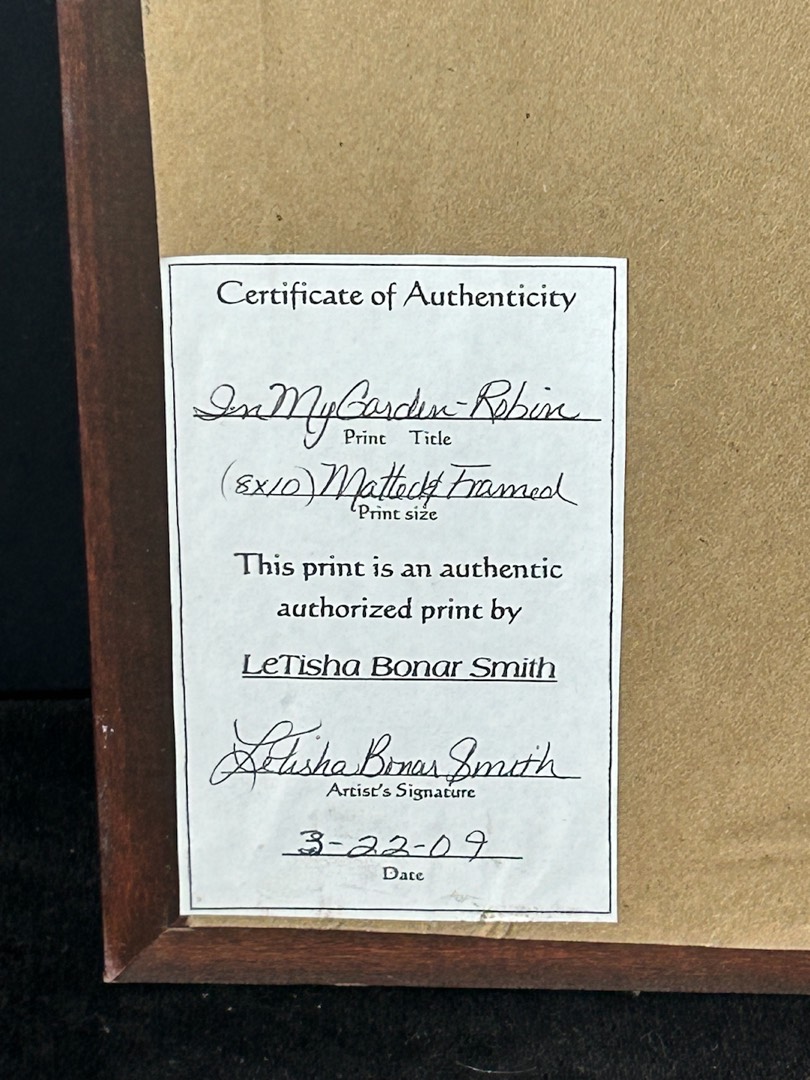 Certificate of Authenticity
In My Garden - Robin
Print Title
(8x10) Matted & Framed
Print size
This print is an authentic
authorized print by
LeTisha Bonar Smith
LeTisha Bonar Smith
Artist's Signature
3-22-09
Date